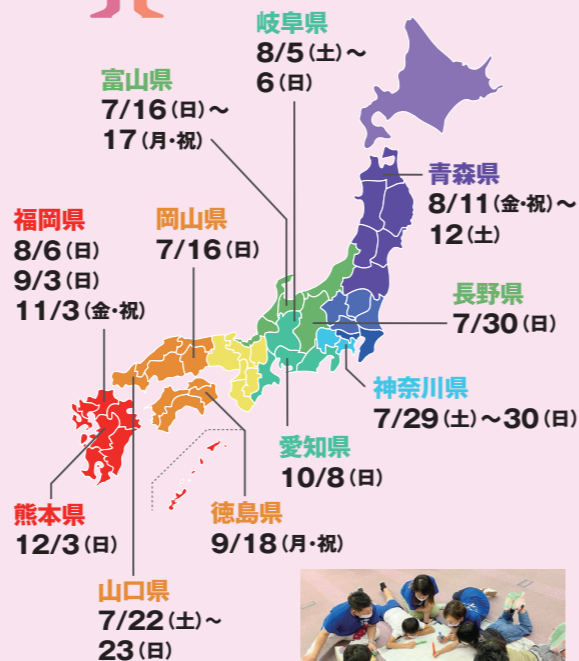 岐阜県
8/5(土)～
6(日)
富山県
7/16(日)～
17(月・祝)
青森県
8/11(金・祝)～
12(土)
福岡県
8/6(日)
9/3(日)
11/3(金・祝)
岡山県
7/16(日)
長野県
7/30(日)
神奈川県
7/29(土)～30(日)
愛知県
10/8(日)
熊本県
12/3(日)
徳島県
9/18(月・祝)
山口県
7/22(土)～
23(日)